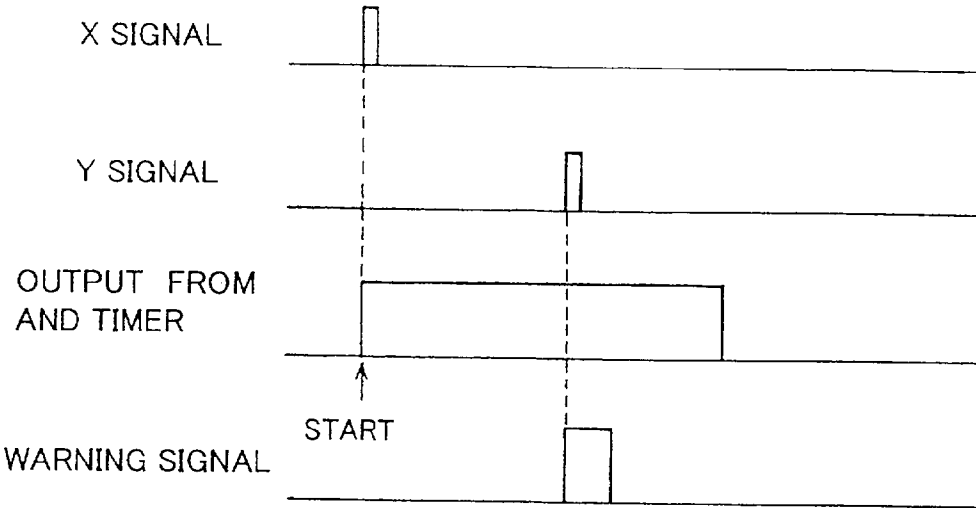 X SIGNAL
Y SIGNAL
OUTPUT FROM
AND TIMER
START
WARNING SIGNAL